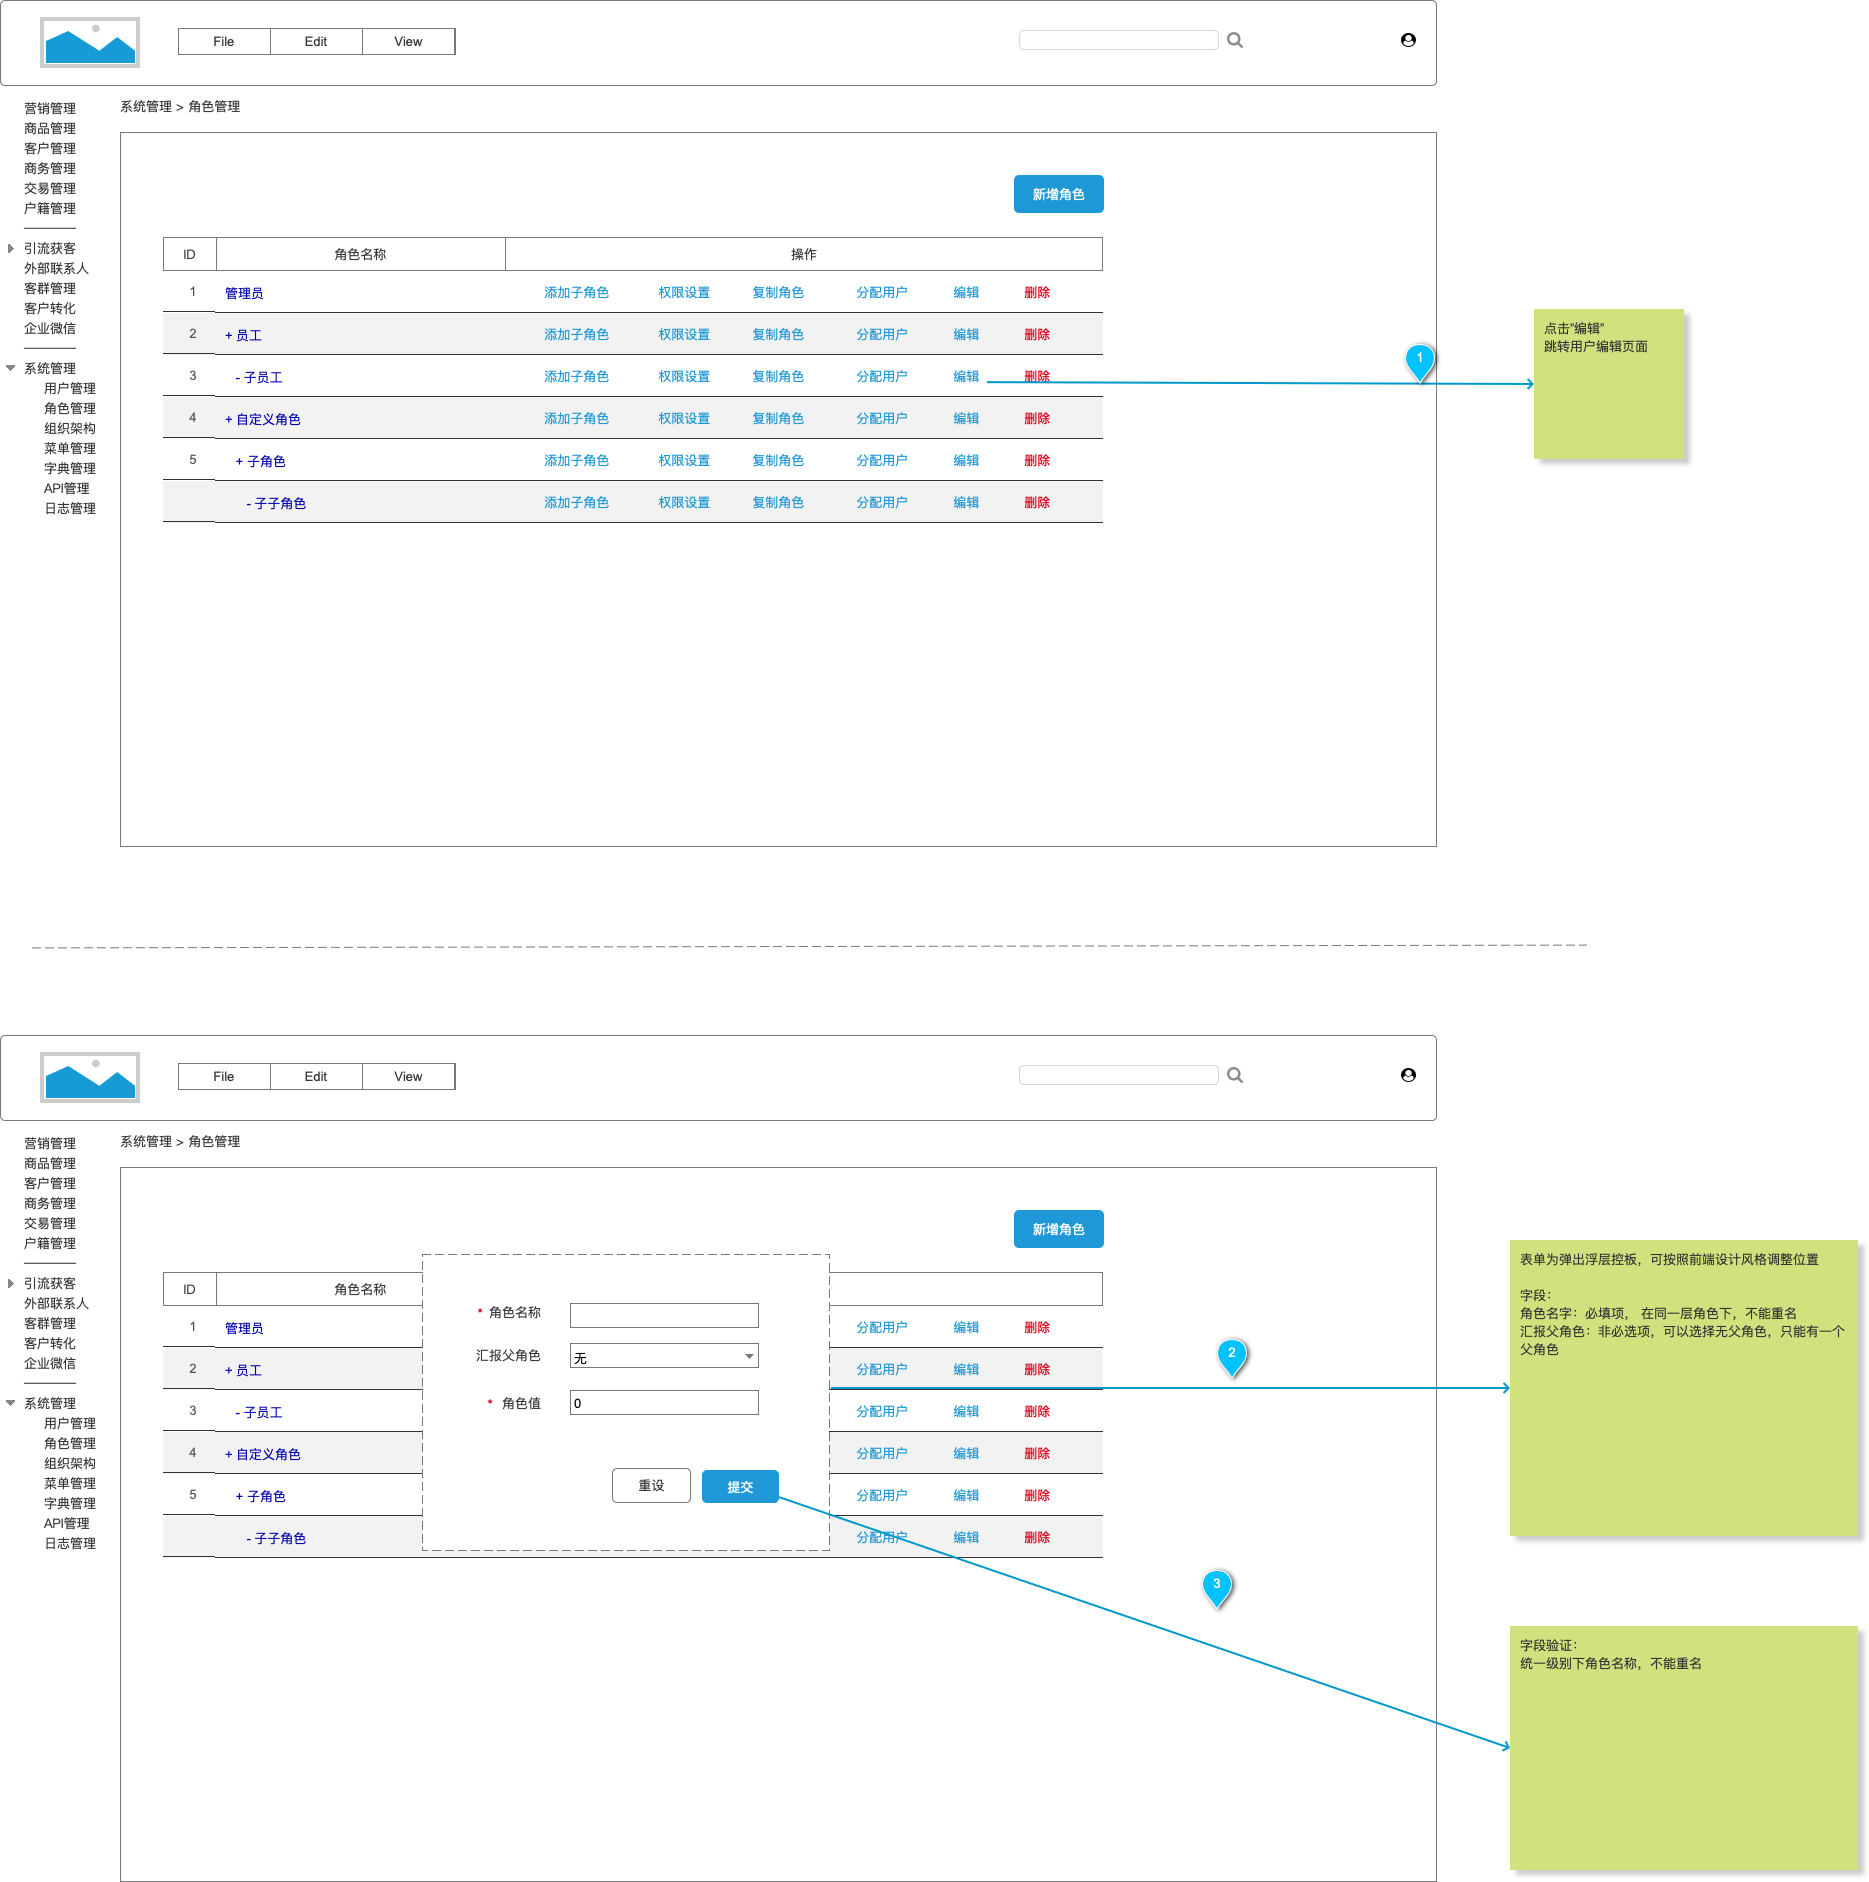 File Edit View
系统管理 > 角色管理
营销管理
商品管理
客户管理
商务管理
交易管理
户籍管理
引流获客
外部联系人
客群管理
客户转化
企业微信
系统管理
用户管理
角色管理
组织架构
菜单管理
字典管理
API管理
日志管理
新增角色
ID 角色名称 操作
1 管理员 添加子角色 权限设置 复制角色 分配用户 编辑 删除
2 + 员工 添加子角色 权限设置 复制角色 分配用户 编辑 删除
3 - 子员工 添加子角色 权限设置 复制角色 分配用户 编辑 删除
4 + 自定义角色 添加子角色 权限设置 复制角色 分配用户 编辑 删除
5 + 子角色 添加子角色 权限设置 复制角色 分配用户 编辑 删除
- 子子角色 添加子角色 权限设置 复制角色 分配用户 编辑 删除
1
点击”编辑”
跳转用户编辑页面
File Edit View
系统管理 > 角色管理
营销管理
商品管理
客户管理
商务管理
交易管理
户籍管理
引流获客
外部联系人
客群管理
客户转化
企业微信
系统管理
用户管理
角色管理
组织架构
菜单管理
字典管理
API管理
日志管理
新增角色
ID 角色名称
1 管理员 分配用户 编辑 删除
2 + 员工 分配用户 编辑 删除
3 - 子员工 分配用户 编辑 删除
4 + 自定义角色 分配用户 编辑 删除
5 + 子角色 分配用户 编辑 删除
- 子子角色 分配用户 编辑 删除
* 角色名称
汇报父角色 无
* 角色值 0
重设 提交
2
表单为弹出浮层控板，可按照前端设计风格调整位置
字段：
角色名字：必填项， 在同一层角色下，不能重名
汇报父角色：非必选项，可以选择无父角色，只能有一个
父角色
3
字段验证：
统一级别下角色名称，不能重名